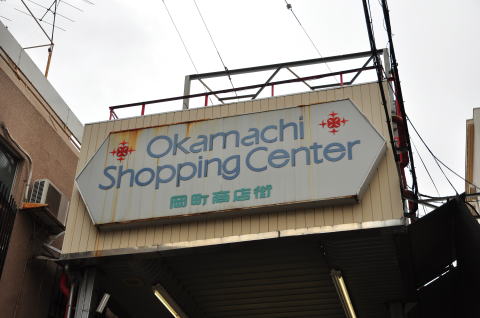 Okamachi
Shopping Center
岡町商店街